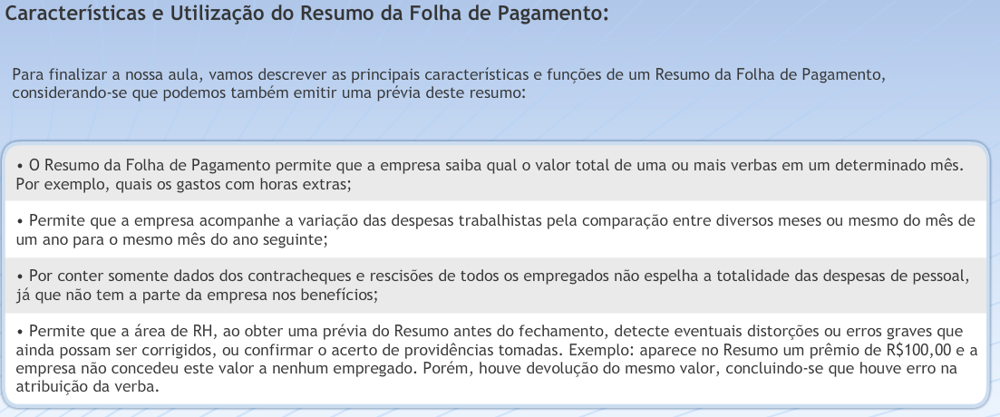 Características e Utilização do Resumo da Folha de Pagamento:
Para finalizar a nossa aula, vamos descrever as principais características e funções de um Resumo da Folha de Pagamento,
considerando-se que podemos também emitir uma prévia deste resumo:
• O Resumo da Folha de Pagamento permite que a empresa saiba qual o valor total de uma ou mais verbas em um determinado mês.
Por exemplo, quais os gastos com horas extras;
• Permite que a empresa acompanhe a variação das despesas trabalhistas pela comparação entre diversos meses ou mesmo do mês de
um ano para o mesmo mês do ano seguinte;
• Por conter somente dados dos contracheques e rescisões de todos os empregados não espelha a totalidade das despesas de pessoal,
já que não tem a parte da empresa nos benefícios;
• Permite que a área de RH, ao obter uma prévia do Resumo antes do fechamento, detecte eventuais distorções ou erros graves que
ainda possam ser corrigidos, ou confirmar o acerto de providências tomadas. Exemplo: aparece no Resumo um prêmio de R$100,00 e a
empresa não concedeu este valor a nenhum empregado. Porém, houve devolução do mesmo valor, concluindo-se que houve erro na
atribuição da verba.